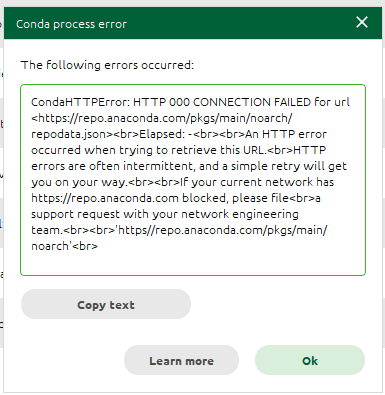 Conda process error
The following errors occurred:
CondaHTTPError: HTTP 000 CONNECTION FAILED for url
<https://repo.anaconda.com/pkgs/main/noarch/
repodata.json><br>Elapsed: -<br><br>An HTTP error
occurred when trying to retrieve this URL.<br>HTTP
errors are often intermittent, and a simple retry will get
you on your way.<br><br>If your current network has
https://repo.anaconda.com blocked, please file<br>a
support request with your network engineering
team.<br><br>'https//repo.anaconda.com/pkgs/main/
noarch'<br>
Copy text
Learn more
Ok